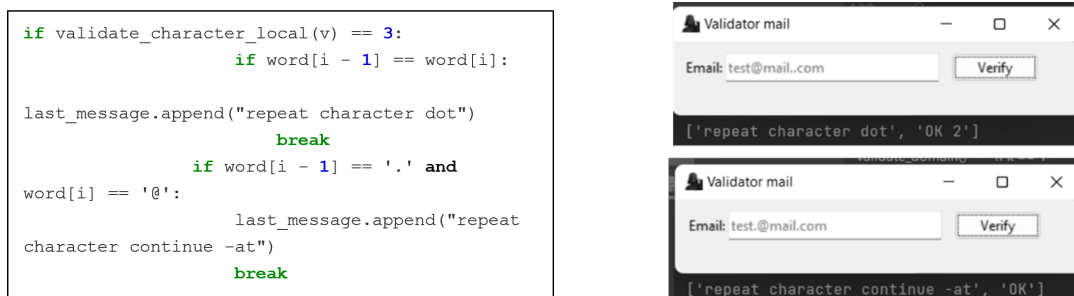 if validate_character_local(v) == 3:
if word[i - 1] == word[i]:
last_message.append("repeat character dot")
break
if word[i - 1] == '.' and
word[i] == '@':
last_message.append("repeat
character continue -at")
break
Validator mail
Email: test@mail..com Verify
['repeat character dot', 'OK 2']
Validator mail
Email: test.@mail.com Verify
['repeat character continue -at', 'OK']